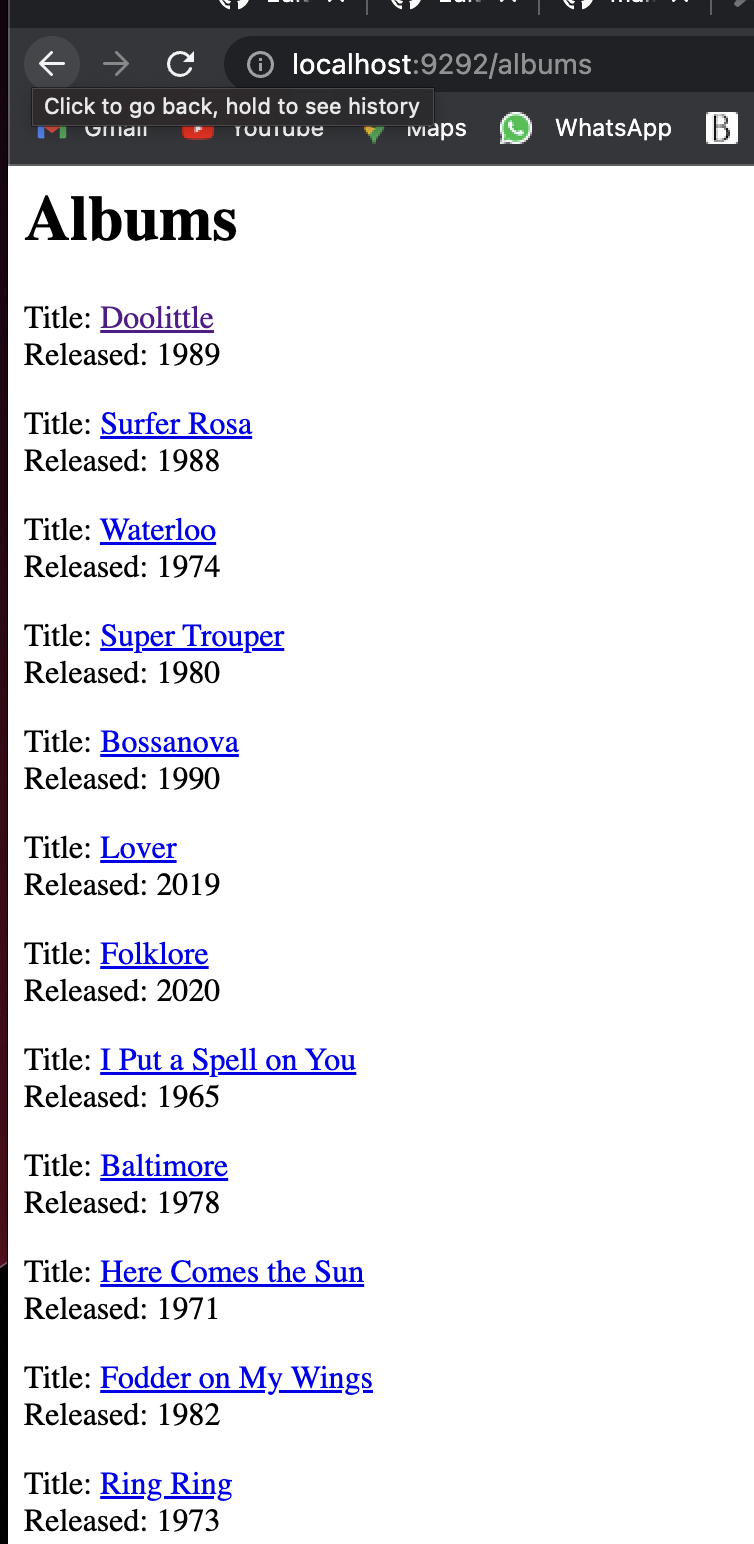 localhost:9292/albums
Click to go back, hold to see history
Gmail YouTube Maps WhatsApp B
Albums
Title: Doolittle
Released: 1989
Title: Surfer Rosa
Released: 1988
Title: Waterloo
Released: 1974
Title: Super Trouper
Released: 1980
Title: Bossanova
Released: 1990
Title: Lover
Released: 2019
Title: Folklore
Released: 2020
Title: I Put a Spell on You
Released: 1965
Title: Baltimore
Released: 1978
Title: Here Comes the Sun
Released: 1971
Title: Fodder on My Wings
Released: 1982
Title: Ring Ring
Released: 1973